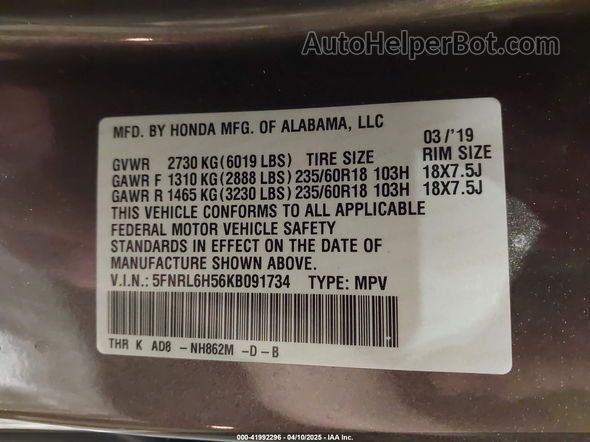 AutoHelperBot.com
MFD. BY HONDA MFG. OF ALABAMA, LLC
03/'19
GVWR 2730 KG(6019 LBS) TIRE SIZE RIM SIZE
GAWR F 1310 KG(2888 LBS)235/60R18 103H 18X7.5J
GAWR R 1465 KG(3230 LBS)235/60R18 103H 18X7.5J
THIS VEHICLE CONFORMS TO ALL APPLICABLE
FEDERAL MOTOR VEHICLE SAFETY
STANDARDS IN EFFECT ON THE DATE OF
MANUFACTURE SHOWN ABOVE.
V.I.N.: 5FNRL6H56KB091734 TYPE: MPV
THR K AD8 -NH862M -D-B
000-41992296 - 04/10/2025 - IAA Inc.